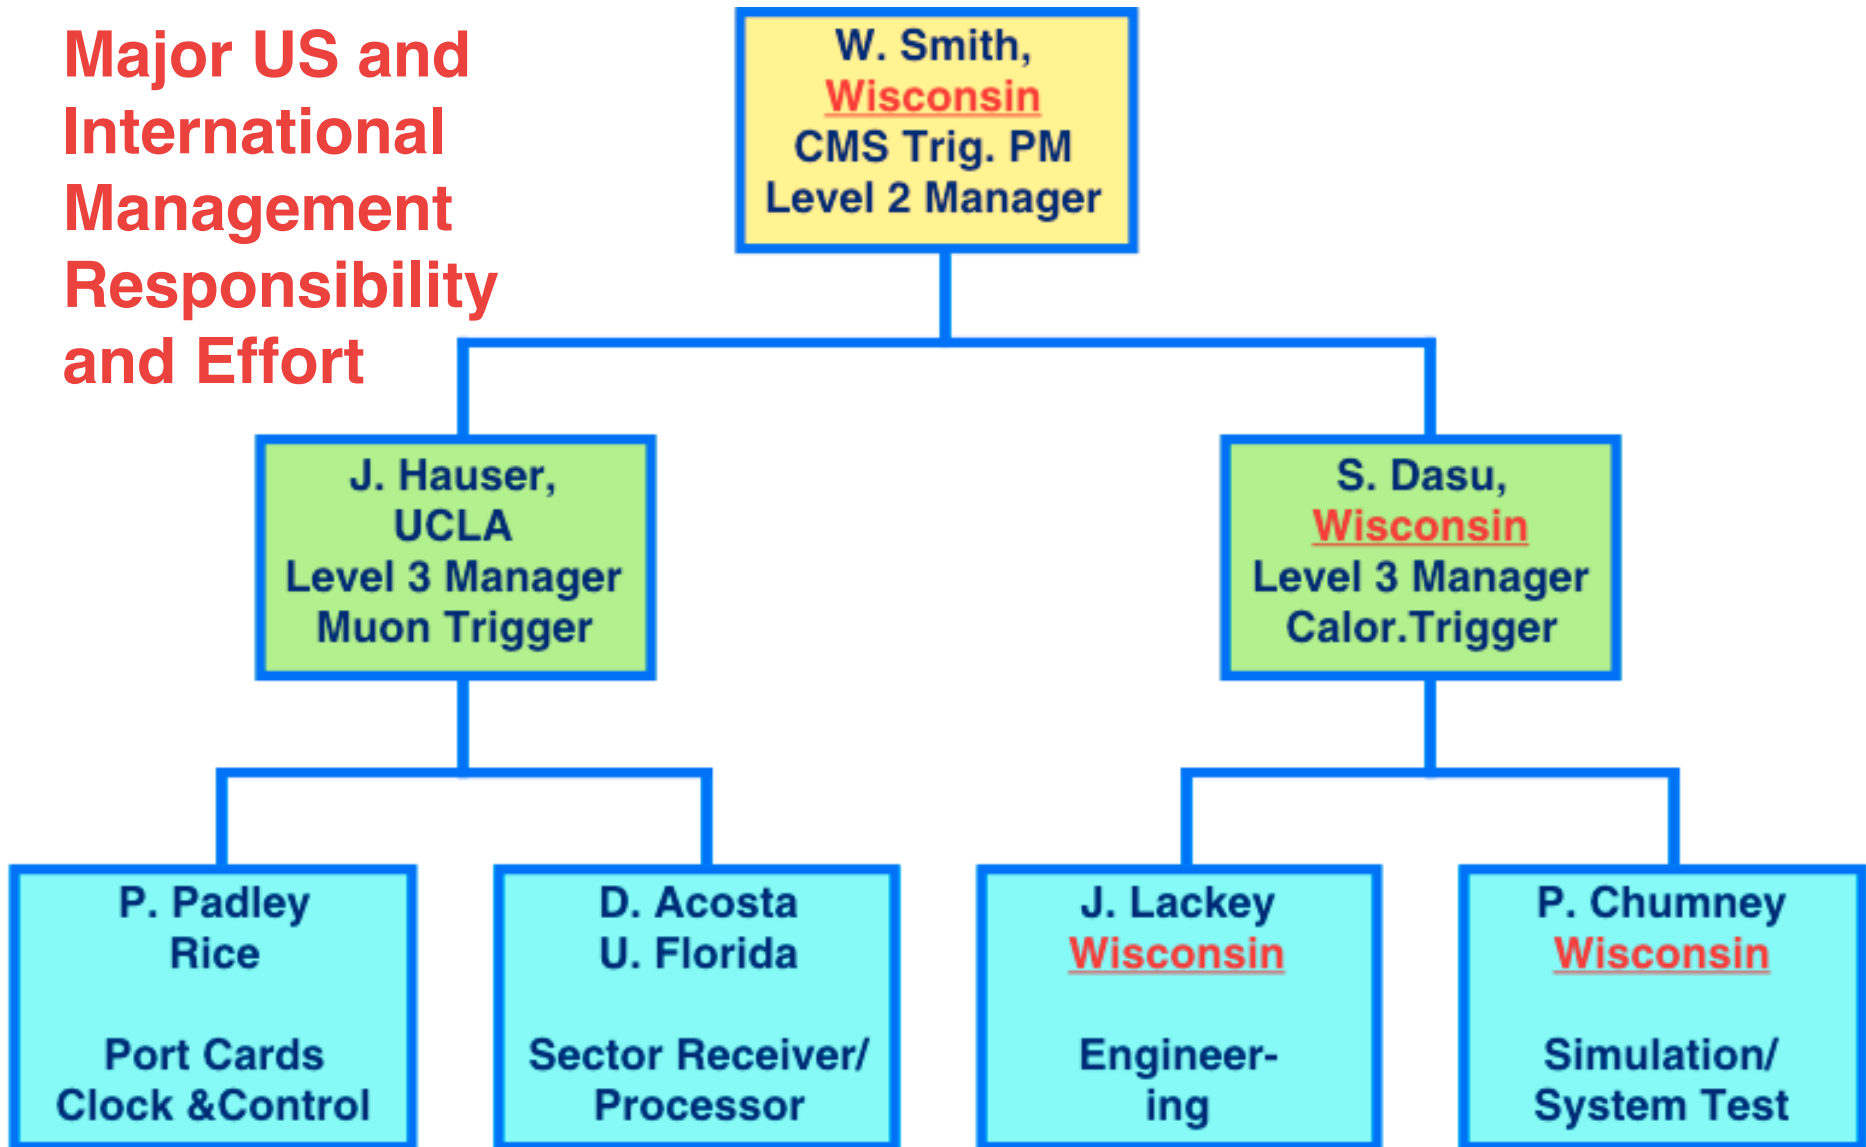 Major US and
International
Management
Responsibility
and Effort
W. Smith,
Wisconsin
CMS Trig. PM
Level 2 Manager
J. Hauser,
UCLA
Level 3 Manager
Muon Trigger
S. Dasu,
Wisconsin
Level 3 Manager
Calor.Trigger
P. Padley
Rice
Port Cards
Clock &Control
D. Acosta
U. Florida
Sector Receiver/
Processor
J. Lackey
Wisconsin
Engineer-
ing
P. Chumney
Wisconsin
Simulation/
System Test